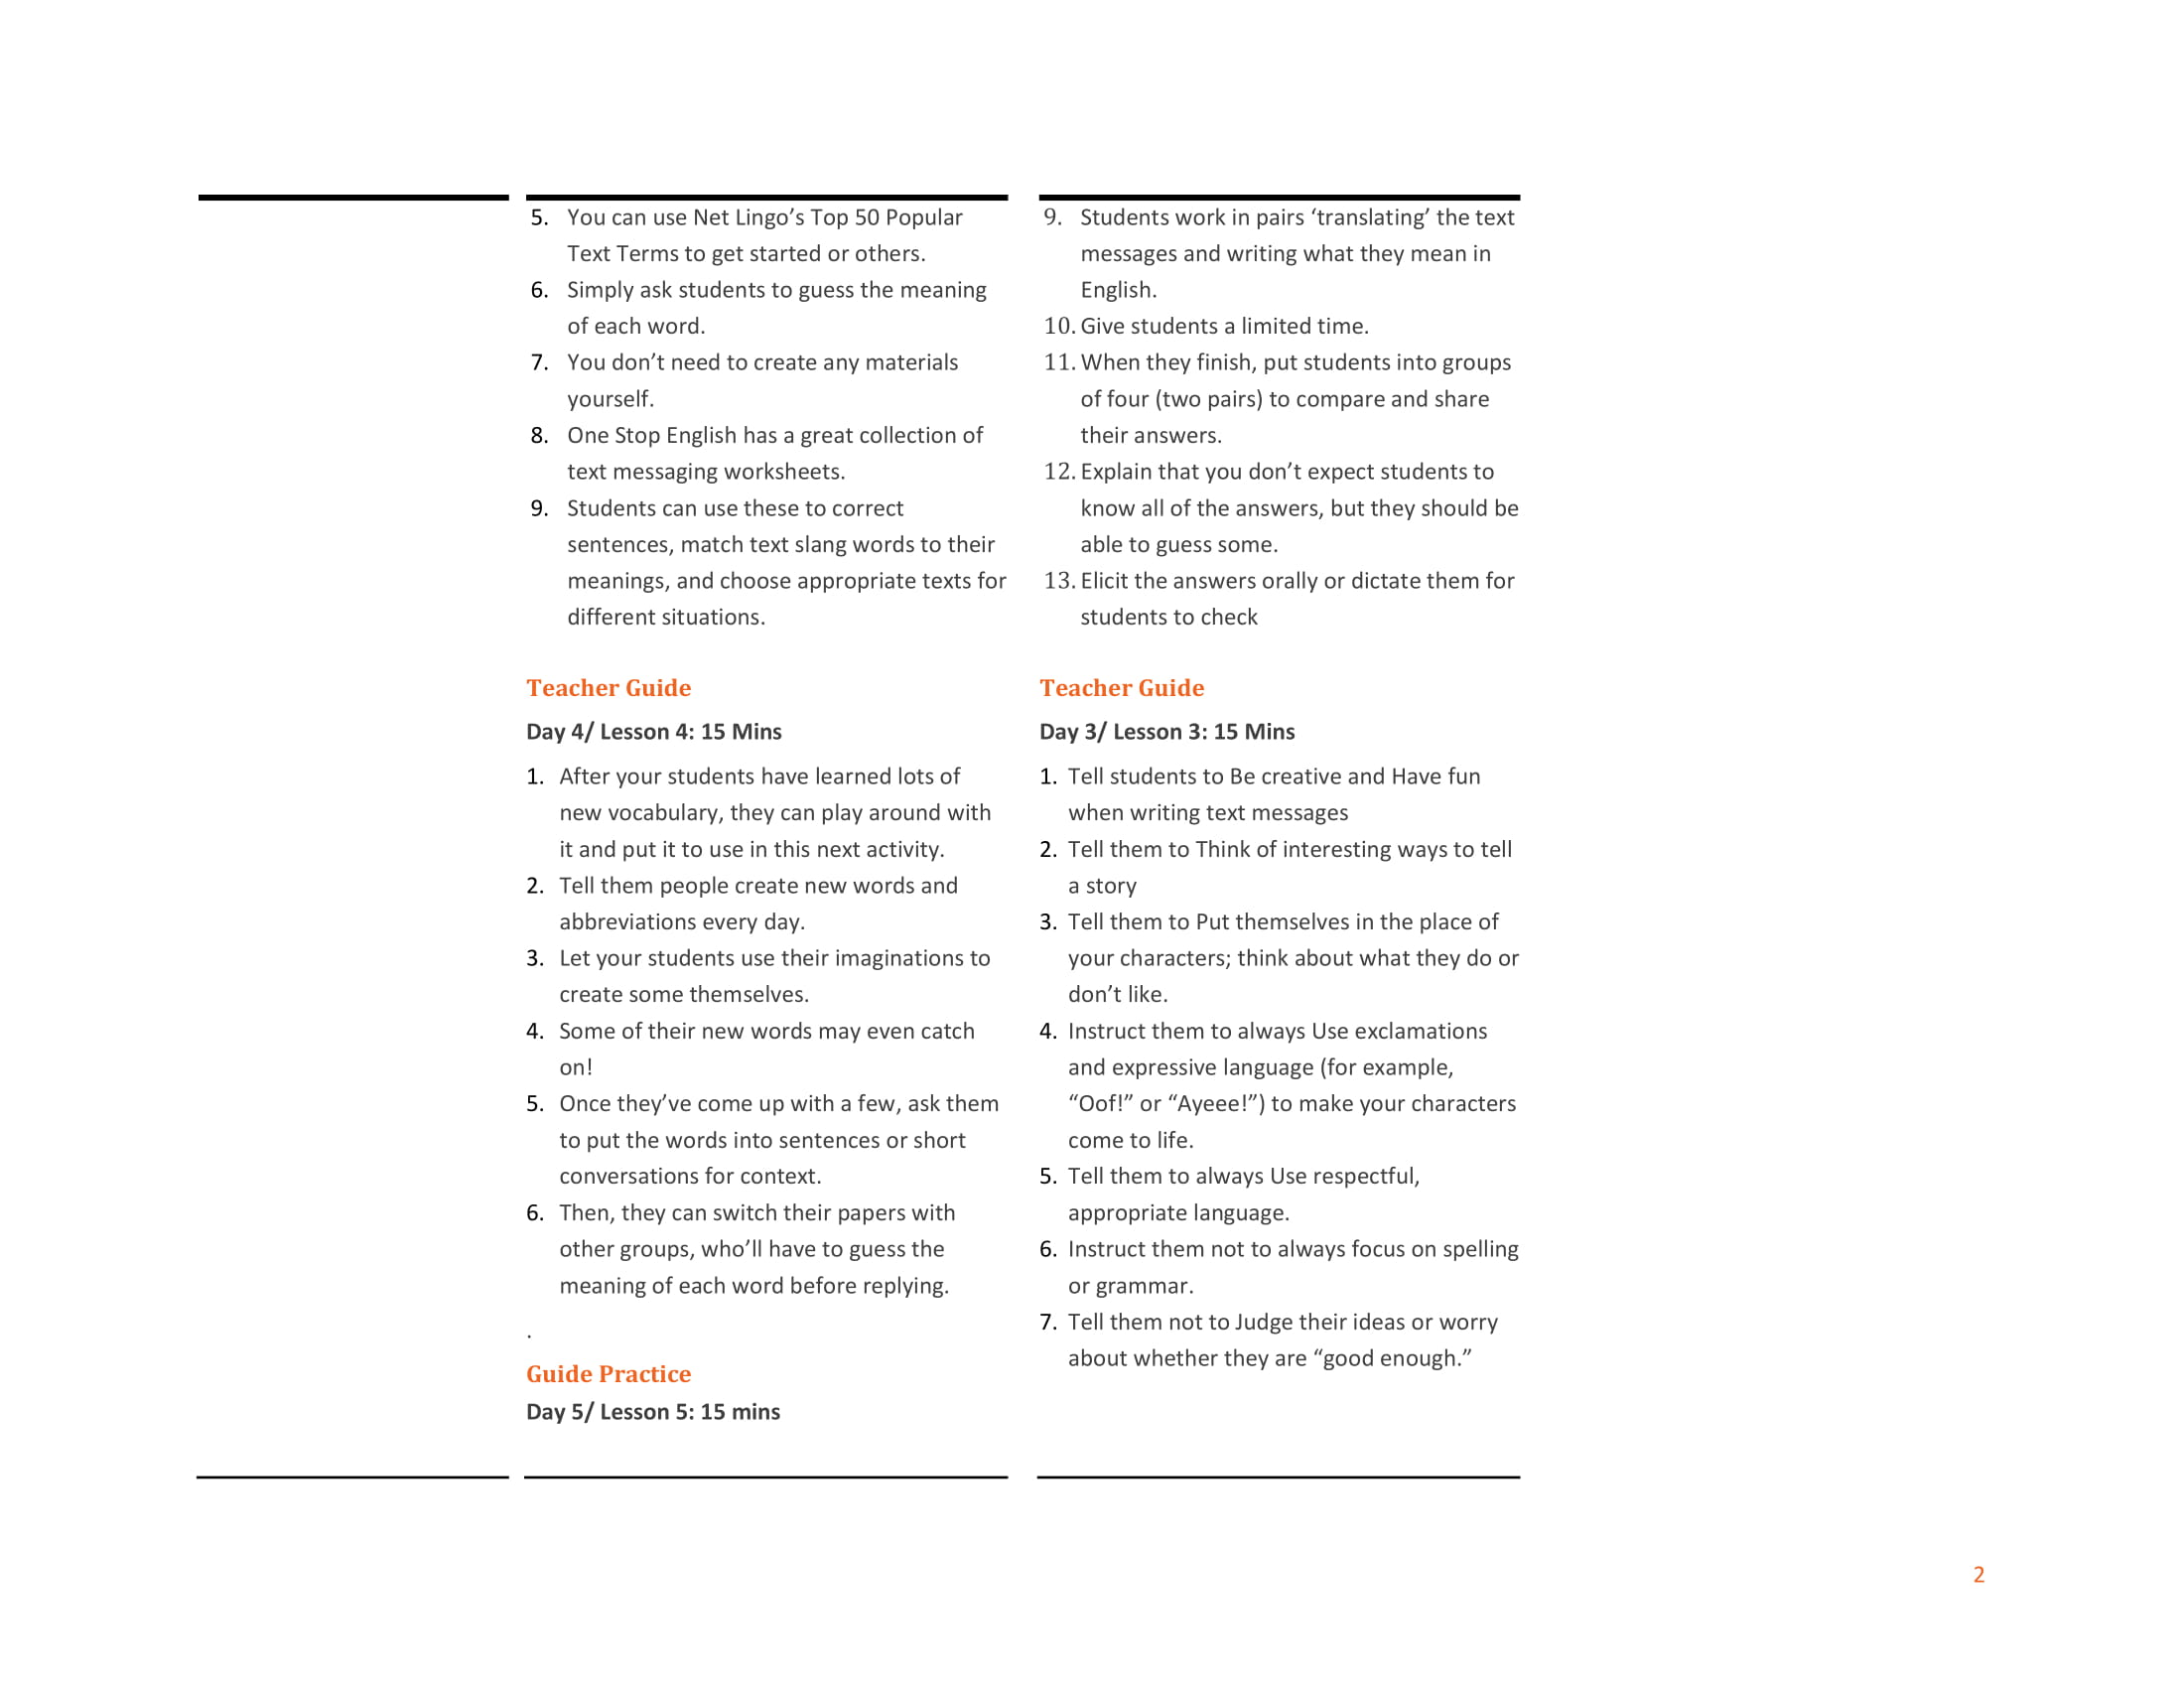 5. You can use Net Lingo’s Top 50 Popular
Text Terms to get started or others.
6. Simply ask students to guess the meaning
of each word.
7. You don’t need to create any materials
yourself.
8. One Stop English has a great collection of
text messaging worksheets.
9. Students can use these to correct
sentences, match text slang words to their
meanings, and choose appropriate texts for
different situations.
Teacher Guide
Day 4/ Lesson 4: 15 Mins
1. After your students have learned lots of
new vocabulary, they can play around with
it and put it to use in this next activity.
2. Tell them people create new words and
abbreviations every day.
3. Let your students use their imaginations to
create some themselves.
4. Some of their new words may even catch
on!
5. Once they’ve come up with a few, ask them
to put the words into sentences or short
conversations for context.
6. Then, they can switch their papers with
other groups, who’ll have to guess the
meaning of each word before replying.
.
Guide Practice
Day 5/ Lesson 5: 15 mins
9. Students work in pairs ‘translating’ the text
messages and writing what they mean in
English.
10. Give students a limited time.
11. When they finish, put students into groups
of four (two pairs) to compare and share
their answers.
12. Explain that you don’t expect students to
know all of the answers, but they should be
able to guess some.
13. Elicit the answers orally or dictate them for
students to check
Teacher Guide
Day 3/ Lesson 3: 15 Mins
1. Tell students to Be creative and Have fun
when writing text messages
2. Tell them to Think of interesting ways to tell
a story
3. Tell them to Put themselves in the place of
your characters; think about what they do or
don’t like.
4. Instruct them to always Use exclamations
and expressive language (for example,
“Oof!” or “Ayeee!”) to make your characters
come to life.
5. Tell them to always Use respectful,
appropriate language.
6. Instruct them not to always focus on spelling
or grammar.
7. Tell them not to Judge their ideas or worry
about whether they are “good enough.”
2